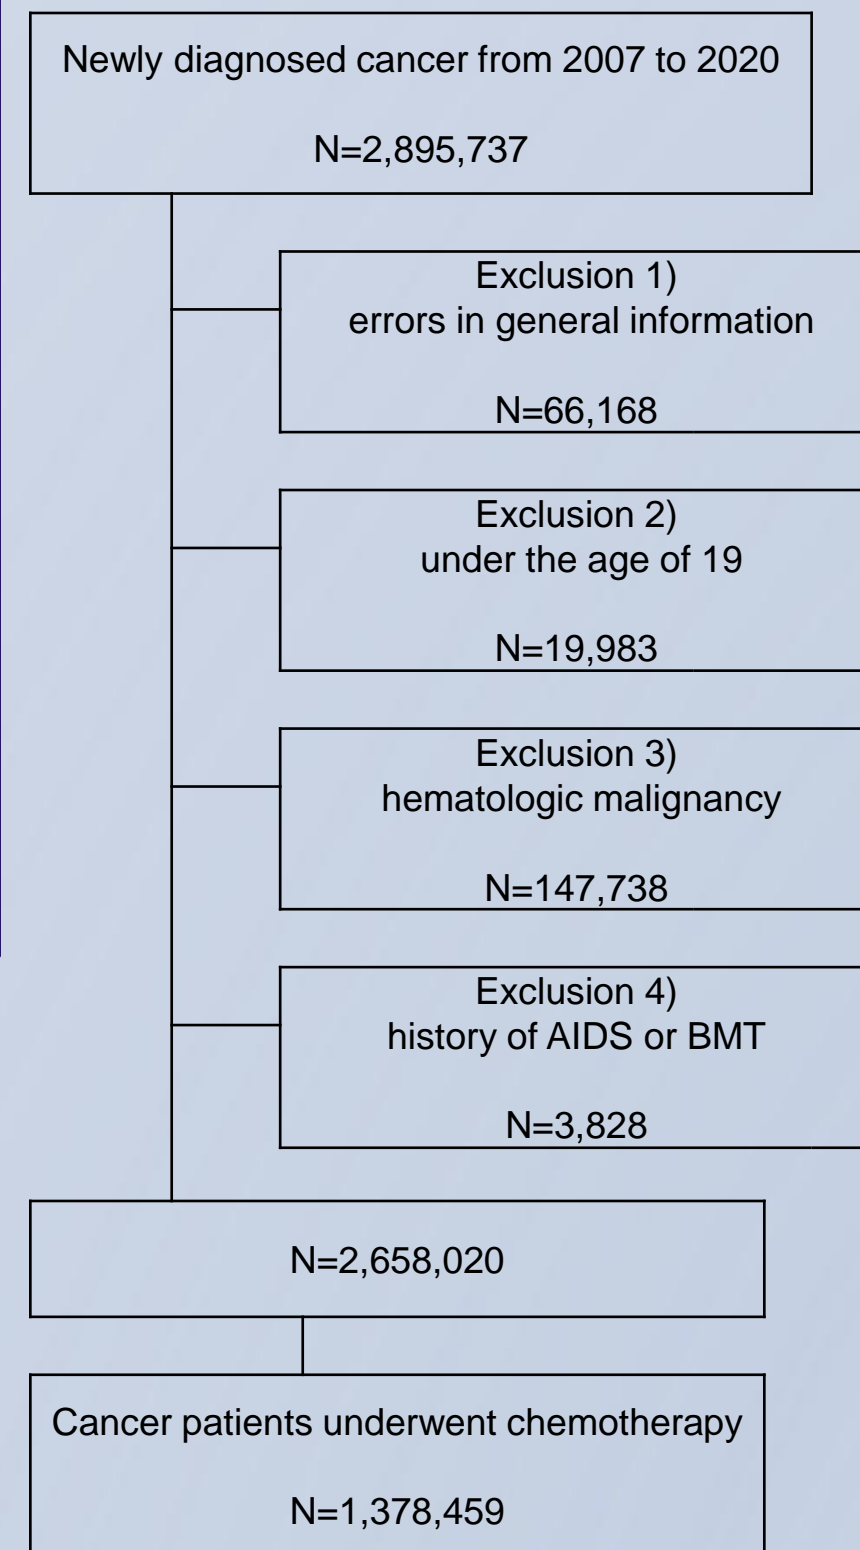 Newly diagnosed cancer from 2007 to 2020
N=2,895,737
Exclusion 1)
errors in general information
N=66,168
Exclusion 2)
under the age of 19
N=19,983
Exclusion 3)
hematologic malignancy
N=147,738
Exclusion 4)
history of AIDS or BMT
N=3,828
N=2,658,020
Cancer patients underwent chemotherapy
N=1,378,459